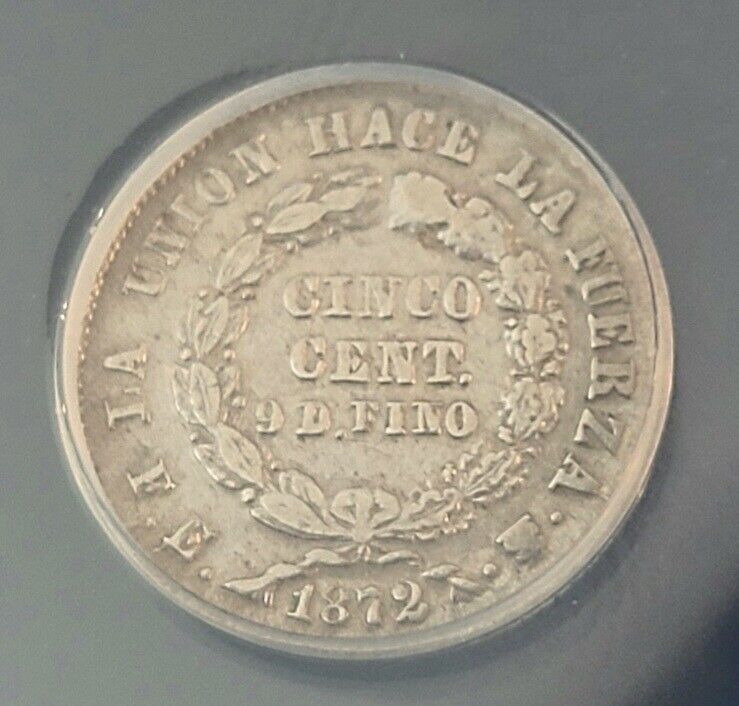 F.E. LA UNION HACE LA FUERZA.
CINCO
CENT.
9 D. FINO
1872